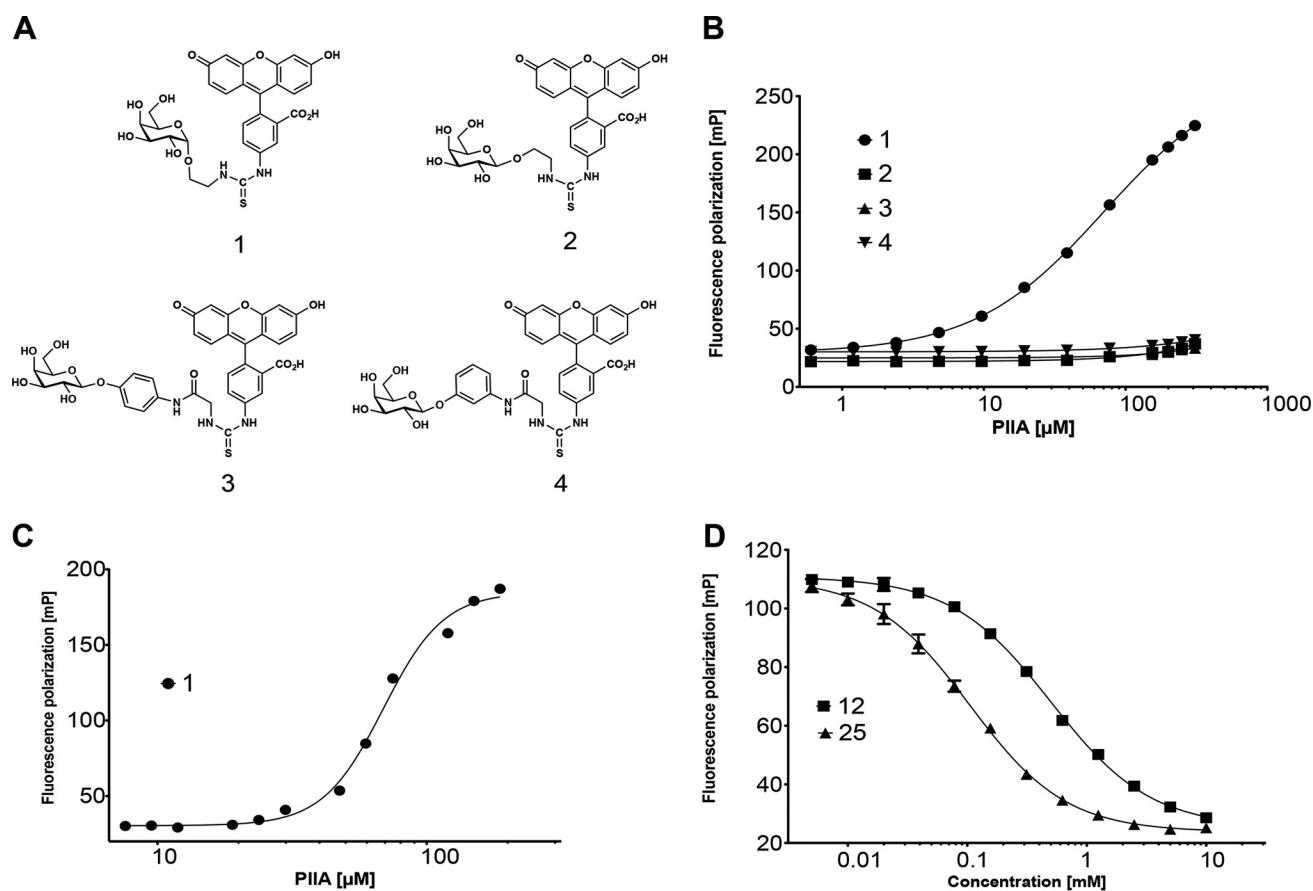 A
O
O
OH
HO
OH
O
HO
HO
O
CO₂H
H
N
C
NH
S
1
O
O
OH
HO
OH
O
HO
OH
O
CO₂H
HN
C
NH
S
2
O
O
OH
HO
OH
O
HO
OH
O
N
H
O
CO₂H
HN
C
NH
S
3
O
O
OH
HO
OH
O
HO
OH
O
N
H
O
CO₂H
HN
C
NH
S
4
B
Fluorescence polarization [mP]
250
200
150
100
50
0
1
2
3
4
1 10 100 1000
PIIA [µM]
C
Fluorescence polarization [mP]
200
150
100
50
1
10 100
PIIA [µM]
D
Fluorescence polarization [mP]
120
100
80
60
40
20
12
25
0.01 0.1 1 10
Concentration [mM]